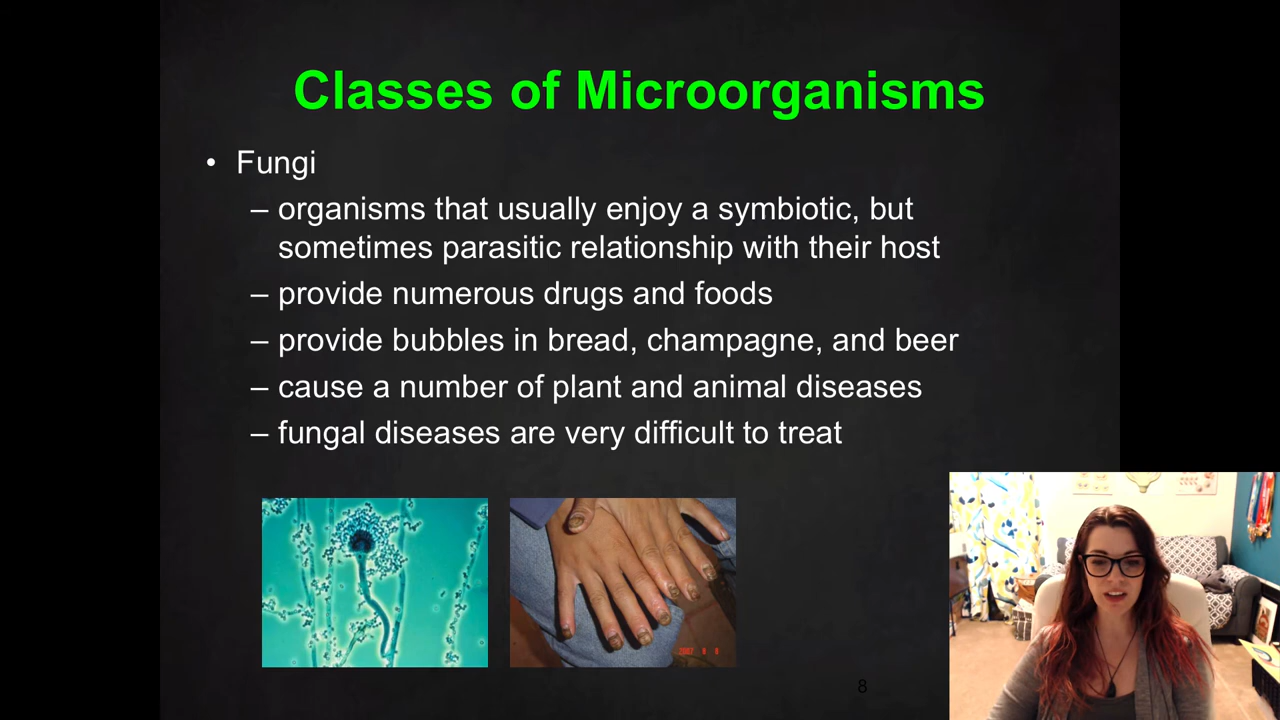 Classes of Microorganisms
• Fungi
– organisms that usually enjoy a symbiotic, but
sometimes parasitic relationship with their host
– provide numerous drugs and foods
– provide bubbles in bread, champagne, and beer
– cause a number of plant and animal diseases
– fungal diseases are very difficult to treat
8